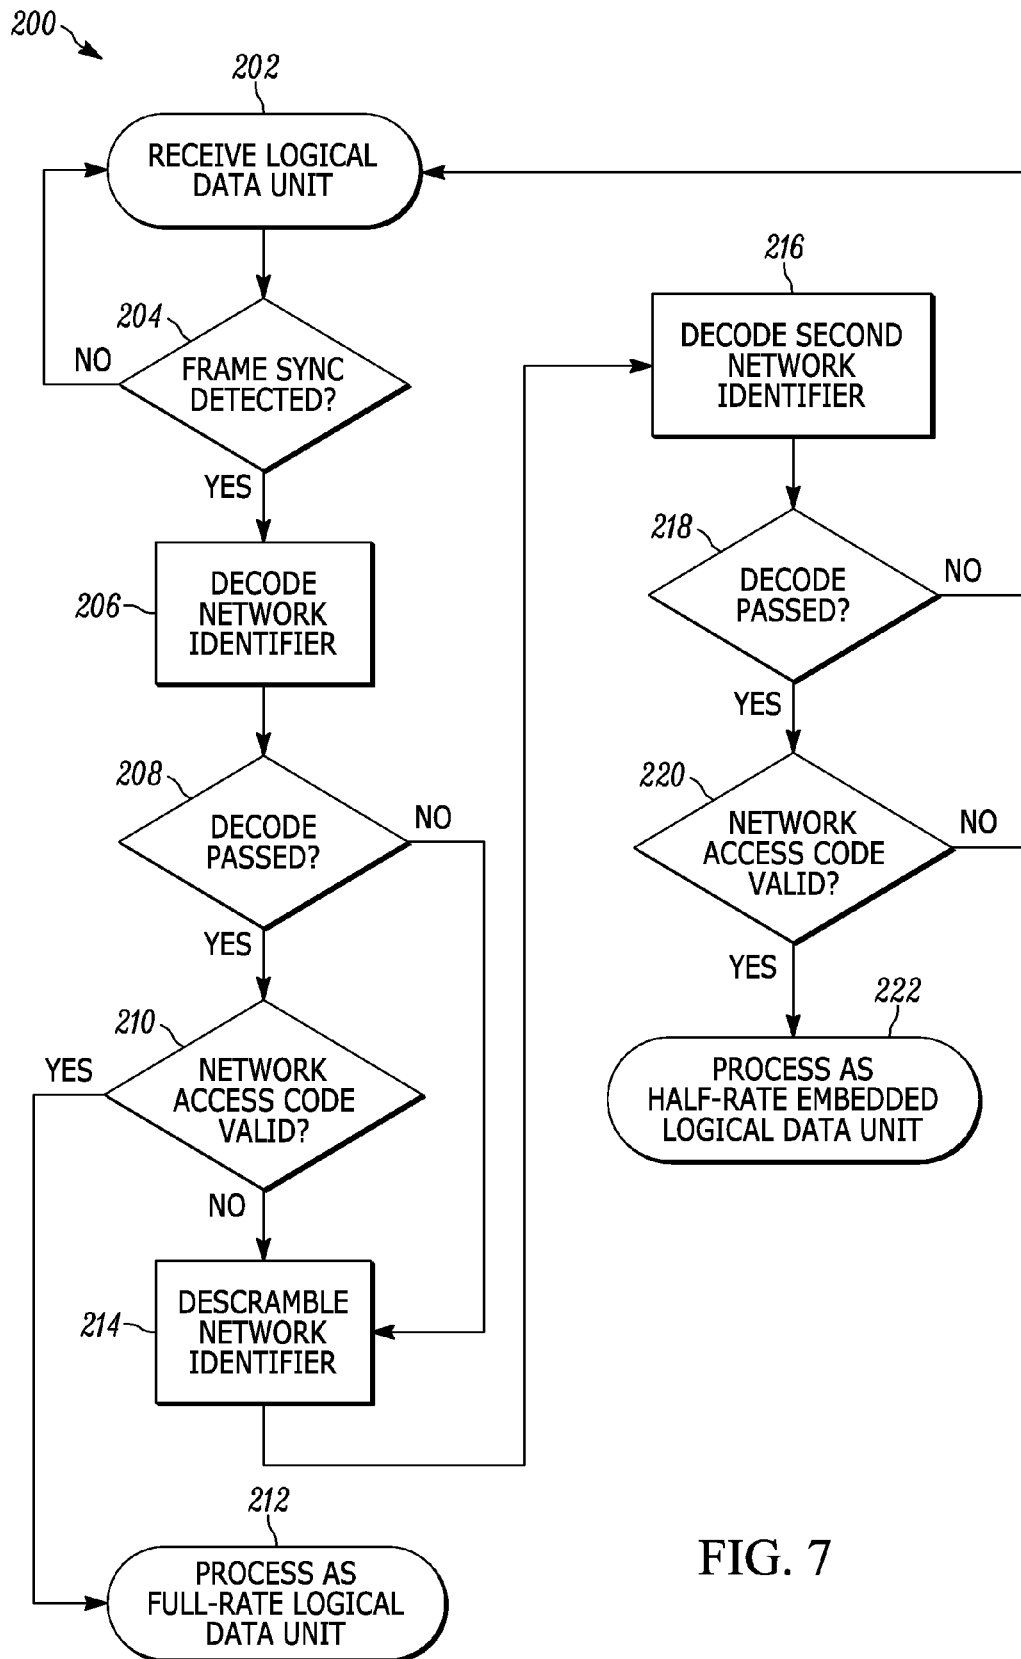 200
202
RECEIVE LOGICAL
DATA UNIT
204
NO
FRAME SYNC
DETECTED?
YES
206
DECODE
NETWORK
IDENTIFIER
208
DECODE
PASSED?
NO
YES
210
YES
NETWORK
ACCESS CODE
VALID?
NO
214
DESCRAMBLE
NETWORK
IDENTIFIER
212
PROCESS AS
FULL-RATE LOGICAL
DATA UNIT
216
DECODE SECOND
NETWORK
IDENTIFIER
218
DECODE
PASSED?
NO
YES
220
NETWORK
ACCESS CODE
VALID?
NO
YES
222
PROCESS AS
HALF-RATE EMBEDDED
LOGICAL DATA UNIT
FIG. 7